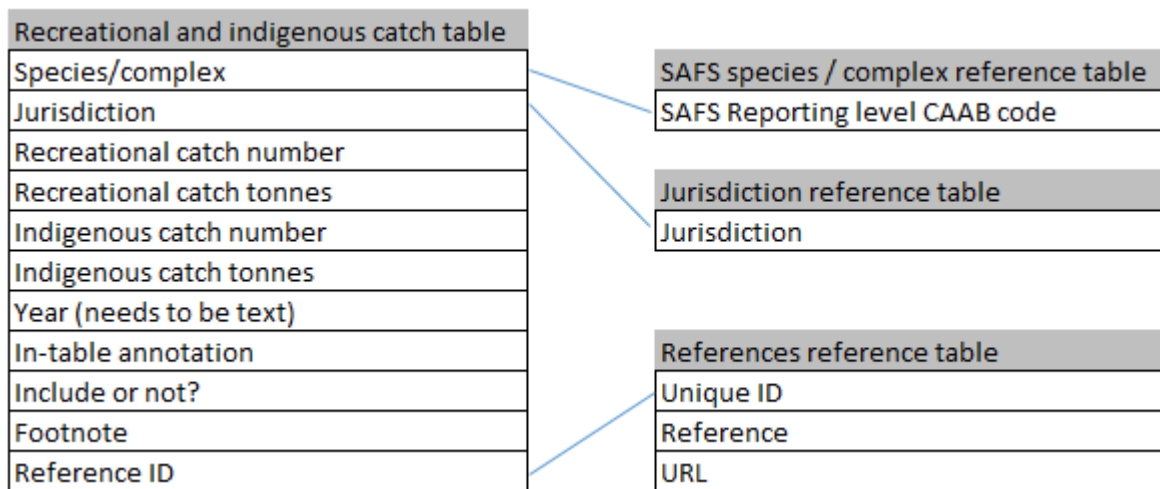 Recreational and indigenous catch table
Species/complex
Jurisdiction
Recreational catch number
Recreational catch tonnes
Indigenous catch number
Indigenous catch tonnes
Year (needs to be text)
In-table annotation
Include or not?
Footnote
Reference ID
SAFS species / complex reference table
SAFS Reporting level CAAB code
Jurisdiction reference table
Jurisdiction
References reference table
Unique ID
Reference
URL